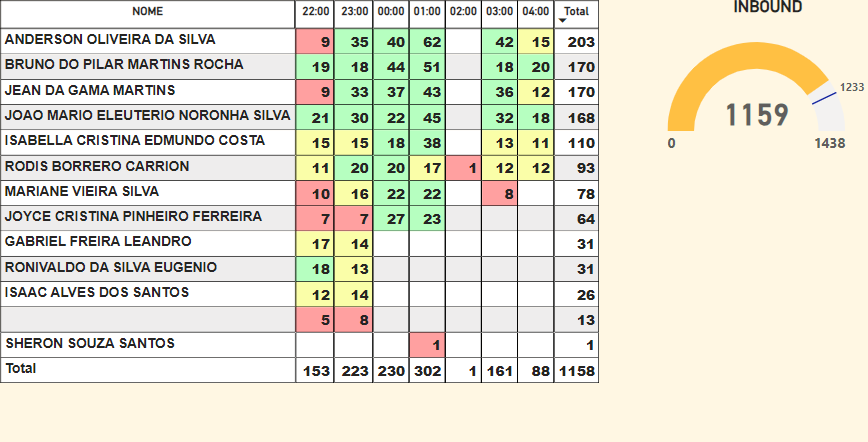 NOME 22:00 23:00 00:00 01:00 02:00 03:00 04:00 Total
ANDERSON OLIVEIRA DA SILVA 9 35 40 62 42 15 203
BRUNO DO PILAR MARTINS ROCHA 19 18 44 51 18 20 170
JEAN DA GAMA MARTINS 9 33 37 43 36 12 170
JOAO MARIO ELEUTERIO NORONHA SILVA 21 30 22 45 32 18 168
ISABELLA CRISTINA EDMUNDO COSTA 15 15 18 38 13 11 110
RODIS BORRERO CARRION 11 20 20 17 1 12 12 93
MARIANE VIEIRA SILVA 10 16 22 22 8 78
JOYCE CRISTINA PINHEIRO FERREIRA 7 7 27 23 64
GABRIEL FREIRA LEANDRO 17 14 31
RONIVALDO DA SILVA EUGENIO 18 13 31
ISAAC ALVES DOS SANTOS 12 14 26
5 8 13
SHERON SOUZA SANTOS 1 1
Total 153 223 230 302 1 161 88 1158
INBOUND
1233
1159
0 1438